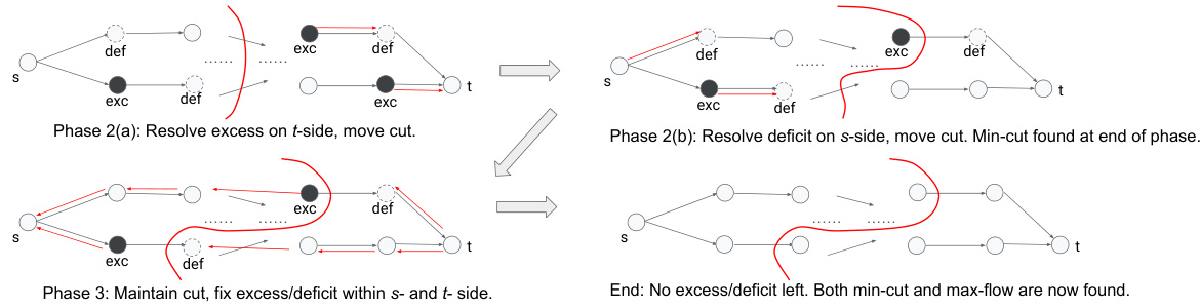 def
exc
def
s
......
......
exc
def
exc
t
Phase 2(a): Resolve excess on t-side, move cut.
def
exc
def
s
......
......
exc
def
t
Phase 2(b): Resolve deficit on s-side, move cut. Min-cut found at end of phase.
s
exc
def
......
......
exc
def
t
Phase 3: Maintain cut, fix excess/deficit within s- and t- side.
s
......
......
t
End: No excess/deficit left. Both min-cut and max-flow are now found.